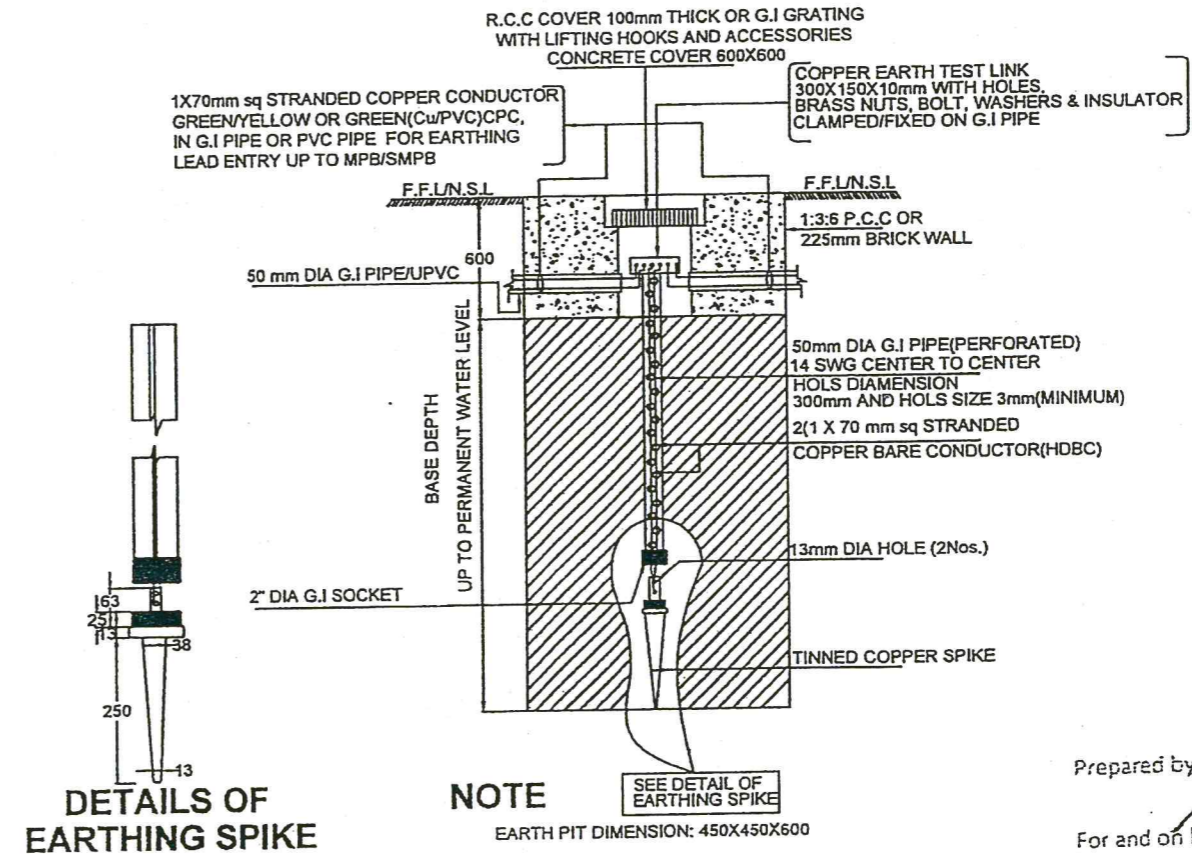 R.C.C COVER 100mm THICK OR G.I GRATING
WITH LIFTING HOOKS AND ACCESSORIES
CONCRETE COVER 600X600
1X70mm sq STRANDED COPPER CONDUCTOR
GREEN/YELLOW OR GREEN(Cu/PVC)CPC,
IN G.I PIPE OR PVC PIPE FOR EARTHING
LEAD ENTRY UP TO MPB/SMPB
COPPER EARTH TEST LINK
300X150X10mm WITH HOLES,
BRASS NUTS, BOLT, WASHERS & INSULATOR
CLAMPED/FIXED ON G.I PIPE
F.F.L/N.S.L
F.F.L/N.S.L
1:3:6 P.C.C OR
225mm BRICK WALL
600
50 mm DIA G.I PIPE/UPVC
BASE DEPTH
UP TO PERMANENT WATER LEVEL
50mm DIA G.I PIPE(PERFORATED)
14 SWG CENTER TO CENTER
HOLS DIAMENSION
300mm AND HOLS SIZE 3mm(MINIMUM)
2(1 X 70 mm sq STRANDED
COPPER BARE CONDUCTOR(HDBC)
13mm DIA HOLE (2Nos.)
2" DIA G.I SOCKET
TINNED COPPER SPIKE
63
25
13
38
250
13
DETAILS OF
EARTHING SPIKE
NOTE
SEE DETAIL OF
EARTHING SPIKE
EARTH PIT DIMENSION: 450X450X600
Prepared by
For and on